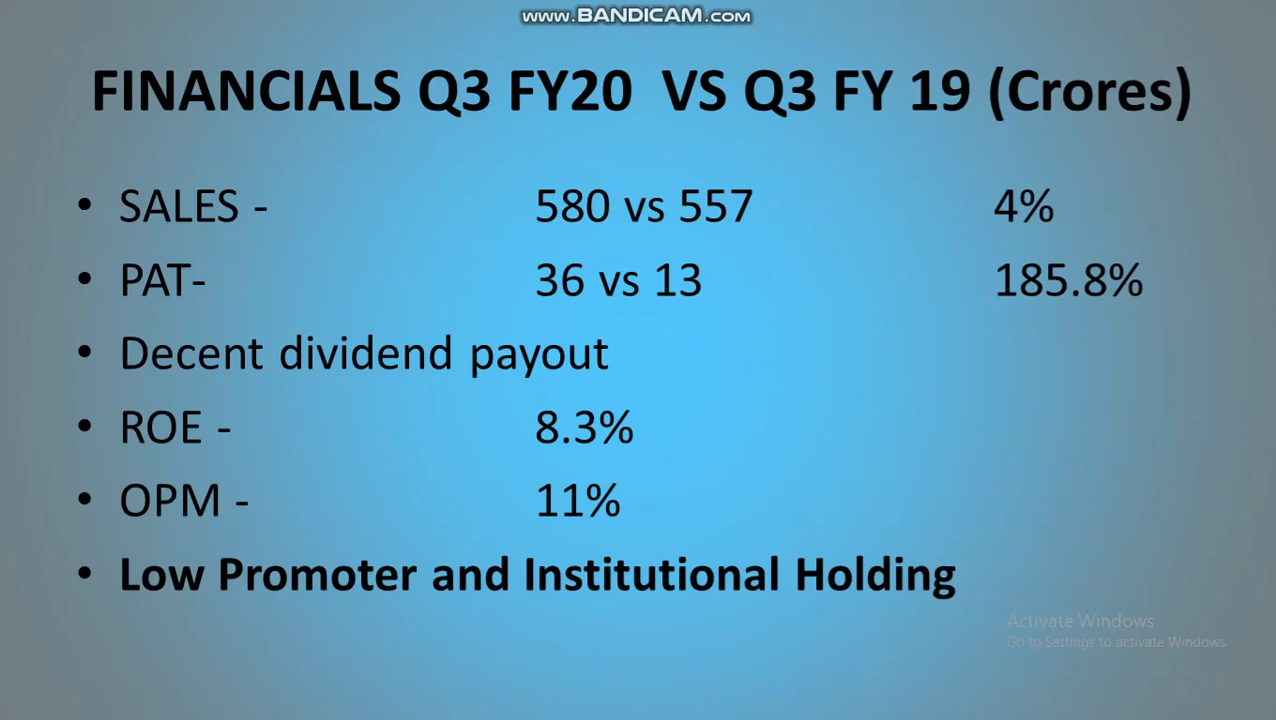 www.BANDICAM.com
FINANCIALS Q3 FY20 VS Q3 FY 19 (Crores)
• SALES - 580 vs 557 4%
• PAT- 36 vs 13 185.8%
• Decent dividend payout
• ROE - 8.3%
• OPM - 11%
• Low Promoter and Institutional Holding
Activate Windows
Go to Settings to activate Windows.